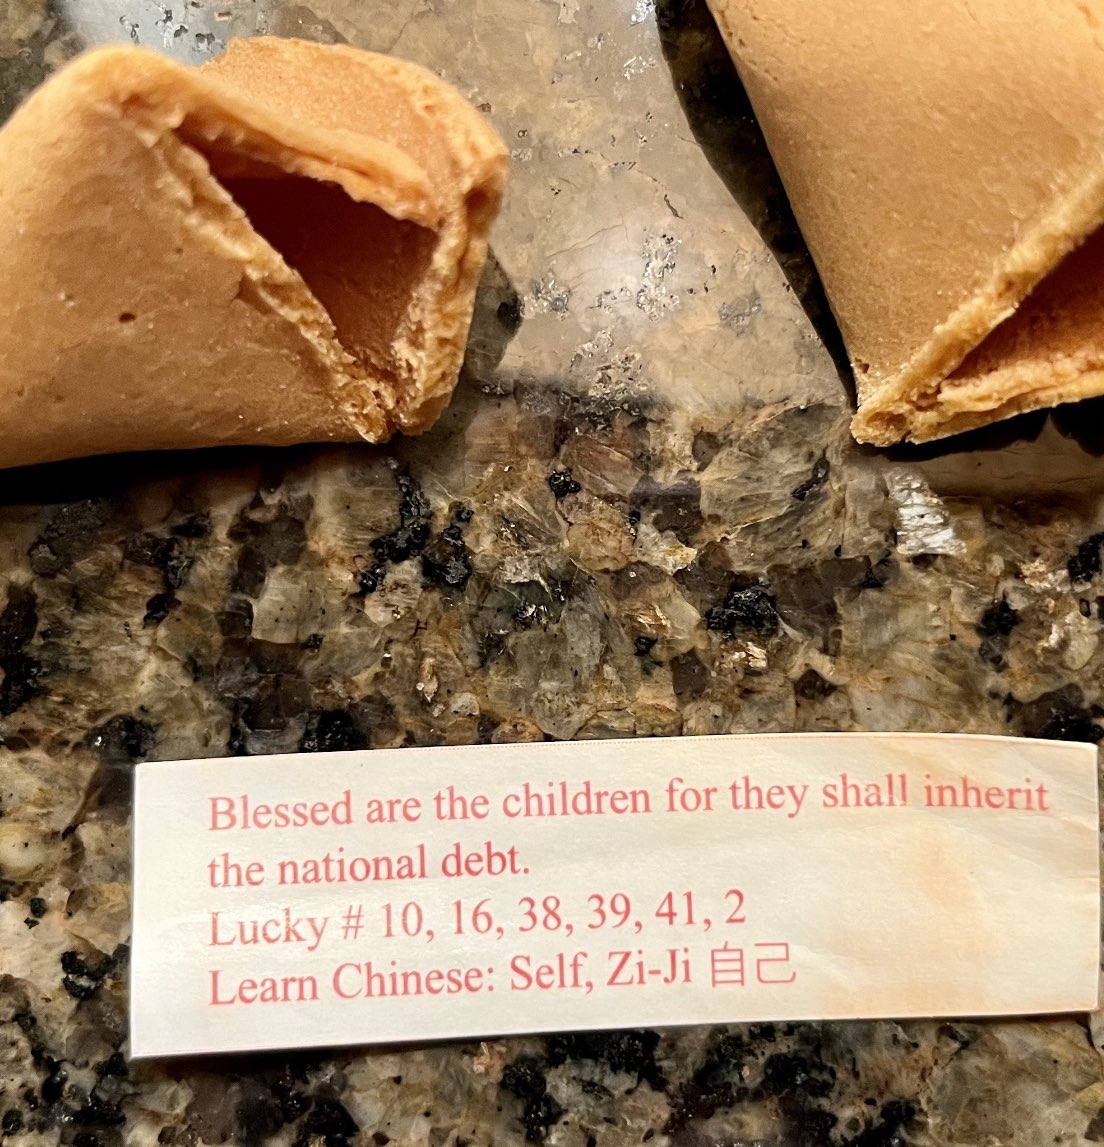 Blessed are the children for they shall inherit
the national debt.
Lucky # 10, 16, 38, 39, 41, 2
Learn Chinese: Self, Zi-Ji 自己